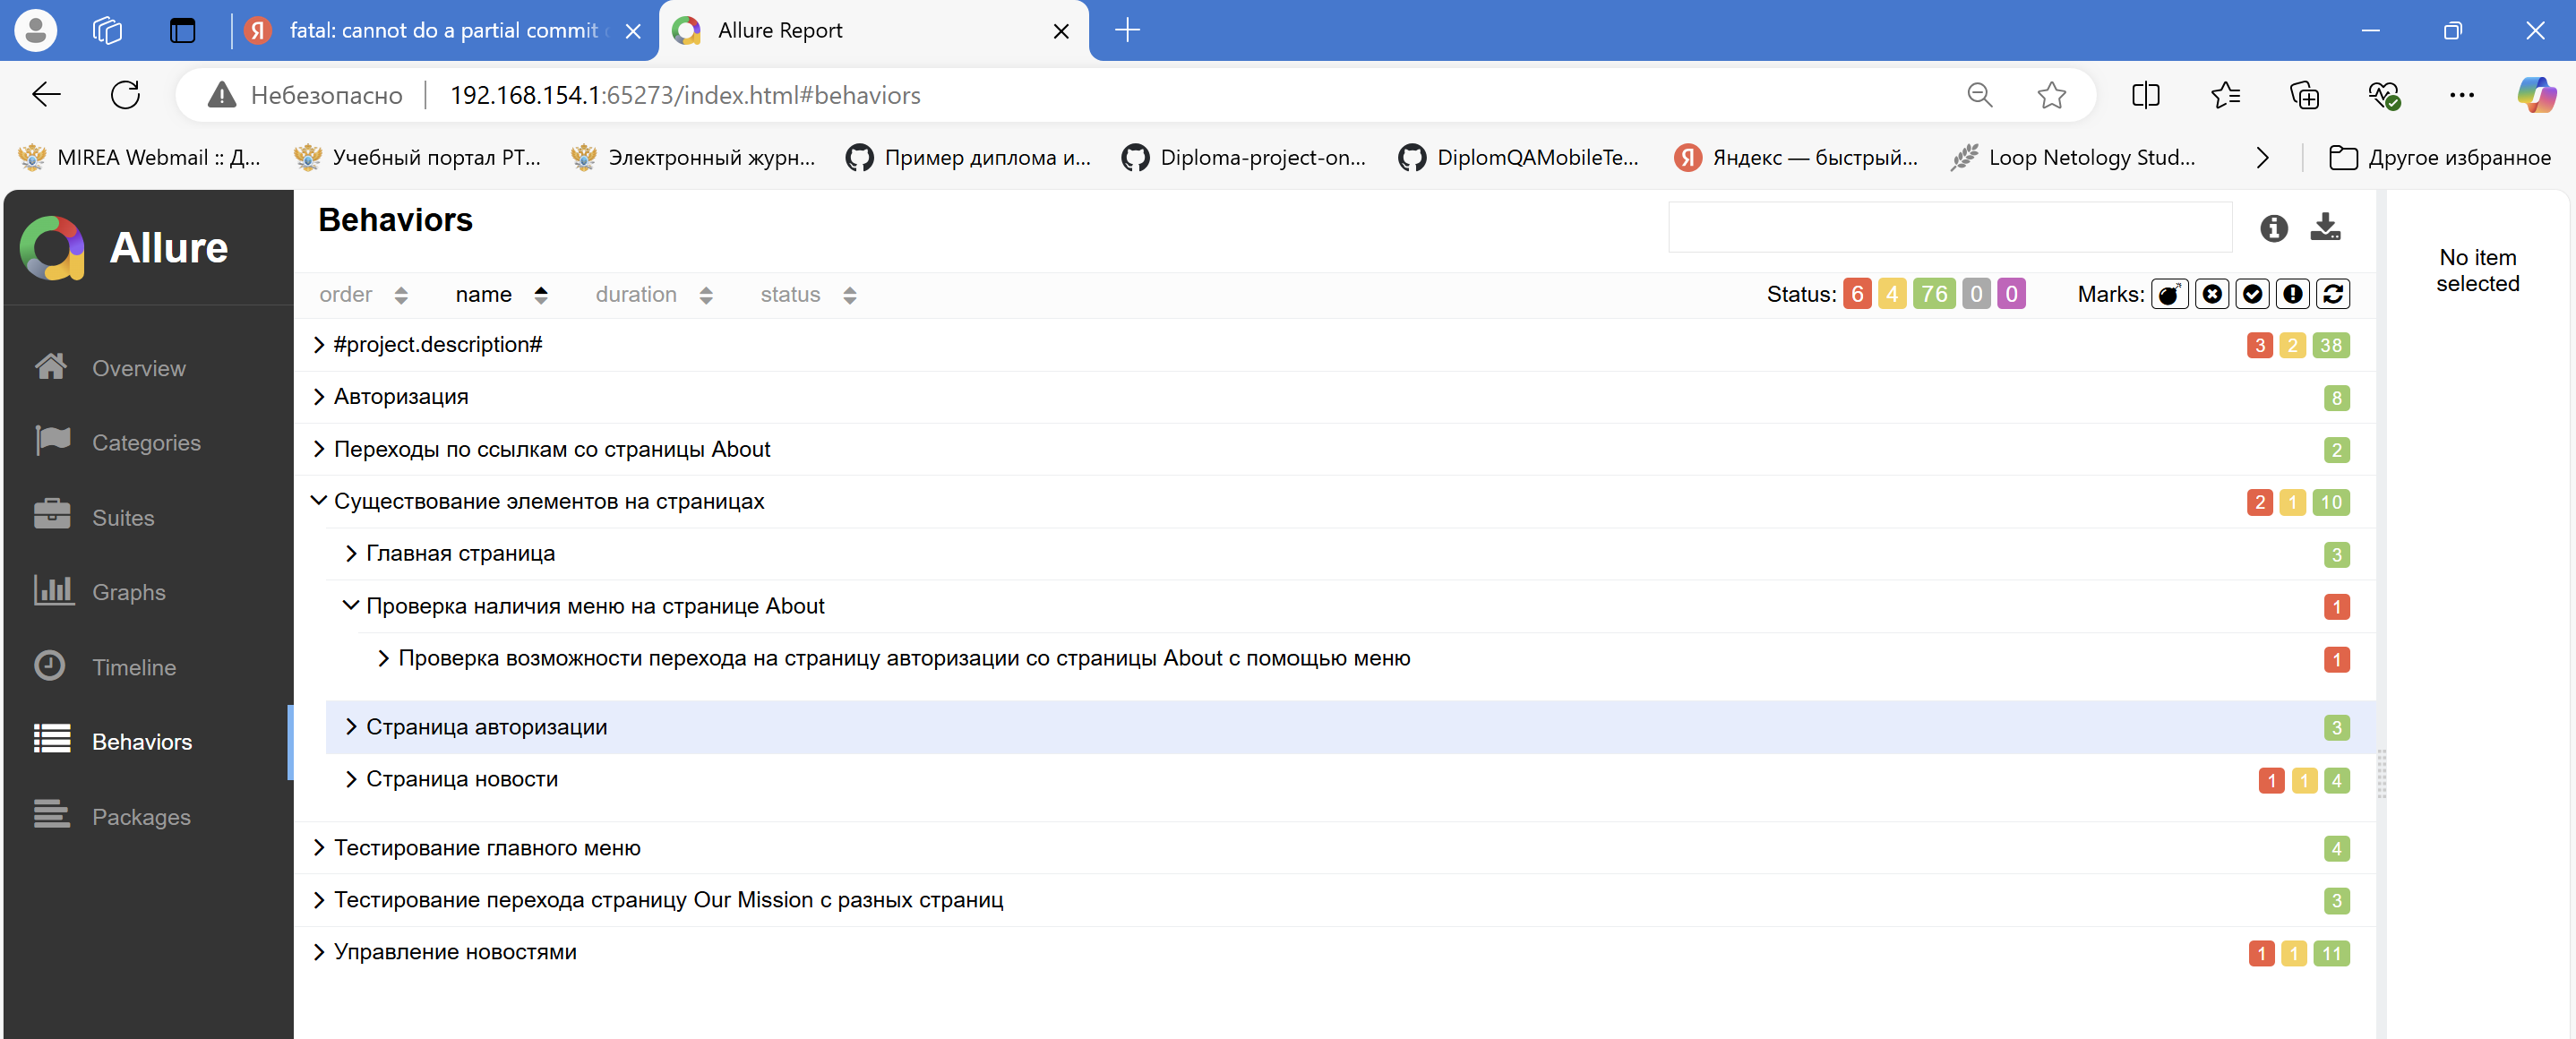 Я fatal: cannot do a partial commit
Allure Report
Небезопасно
192.168.154.1:65273/index.html#behaviors
MIREA Webmail :: Д...
Учебный портал РТ...
Электронный журн...
Пример диплома и...
Diploma-project-on...
DiplomQAMobileTe...
Я Яндекс — быстрый...
Loop Netology Stud...
Другое избранное
Allure
Overview
Categories
Suites
Graphs
Timeline
Behaviors
Packages
Behaviors
order name duration status
Status: 6 4 76 0 0 Marks:
#project.description# 3 2 38
Авторизация 8
Переходы по ссылкам со страницы About 2
Существование элементов на страницах 2 1 10
Главная страница 3
Проверка наличия меню на странице About 1
Проверка возможности перехода на страницу авторизации со страницы About с помощью меню 1
Страница авторизации 3
Страница новости 1 1 4
Тестирование главного меню 4
Тестирование перехода страницу Our Mission с разных страниц 3
Управление новостями 1 1 11
No item
selected